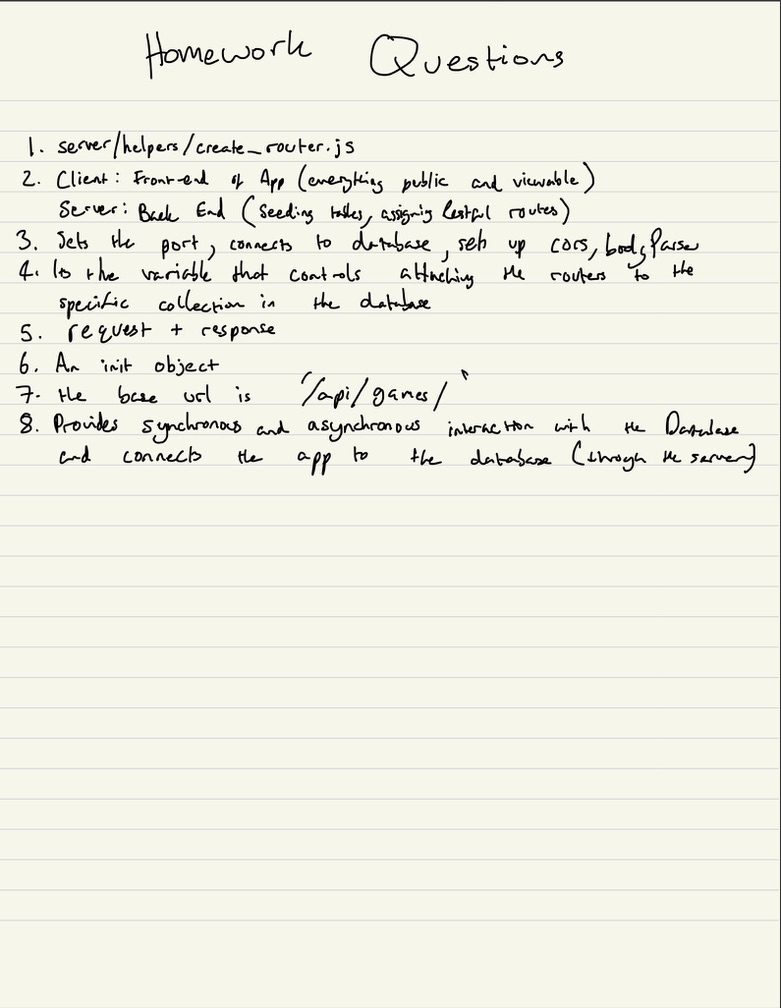 Homework Questions
1. server/helpers/create_router.js
2. Client: Front-end of App (everything public and viewable)
Server: Back End (Seeding tables, assignig Restful routes)
3. Sets the port, connects to database, sets up cors, bodyParser
4. Is the variable that controls attaching the routers to the
specific collection in the database
5. request + response
6. An init object
7. the base url is "/api/games/"
8. Provides synchronous and asynchronous interaction with the Database
and connects the app to the database (through the server)